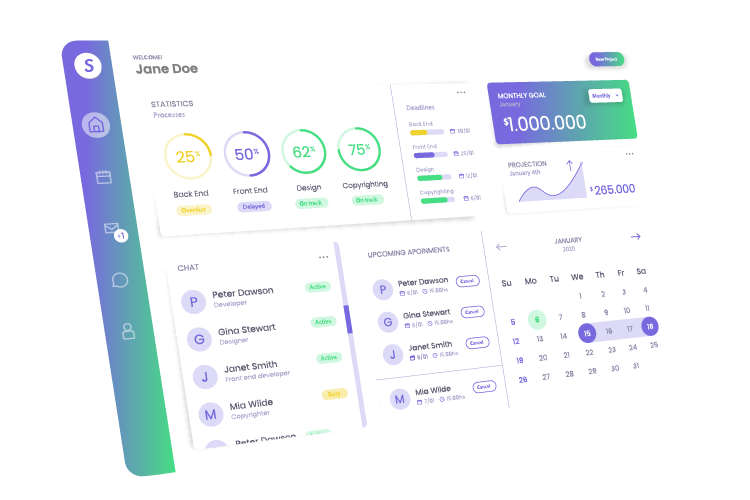 S
+1
WELCOME!
Jane Doe
New Project
STATISTICS
Processes
25%
50%
62%
75%
Back End
Front End
Design
Copyrighting
Overdue
Delayed
On track
On track
Deadlines
Back End
30/01
Front End
Design
12/01
Copyrighting
6/01
MONTHLY GOAL
January
Monthly
$1.000.000
PROJECTION
January 4th
$265.000
CHAT
P
Peter Dawson
Developer
Active
G
Gina Stewart
Designer
Active
J
Janet Smith
Front end developer
Active
M
Mia Wilde
Copyrighter
Busy
Peter Dawson
UPCOMING APOINMENTS
P
Peter Dawson
6/01 15:00hs
Cancel
G
Gina Stewart
6/01 15:00hs
Cancel
J
Janet Smith
6/01 15:00hs
Cancel
M
Mia Wilde
7/01 15:00hs
Cancel
JANUARY
2020
Su Mo Tu We Th Fr Sa
1 2 3 4
5 6 7 8 9 10 11
12 13 14 15 16 17 18
19 20 21 22 23 24 25
26 27 28 29 30 31